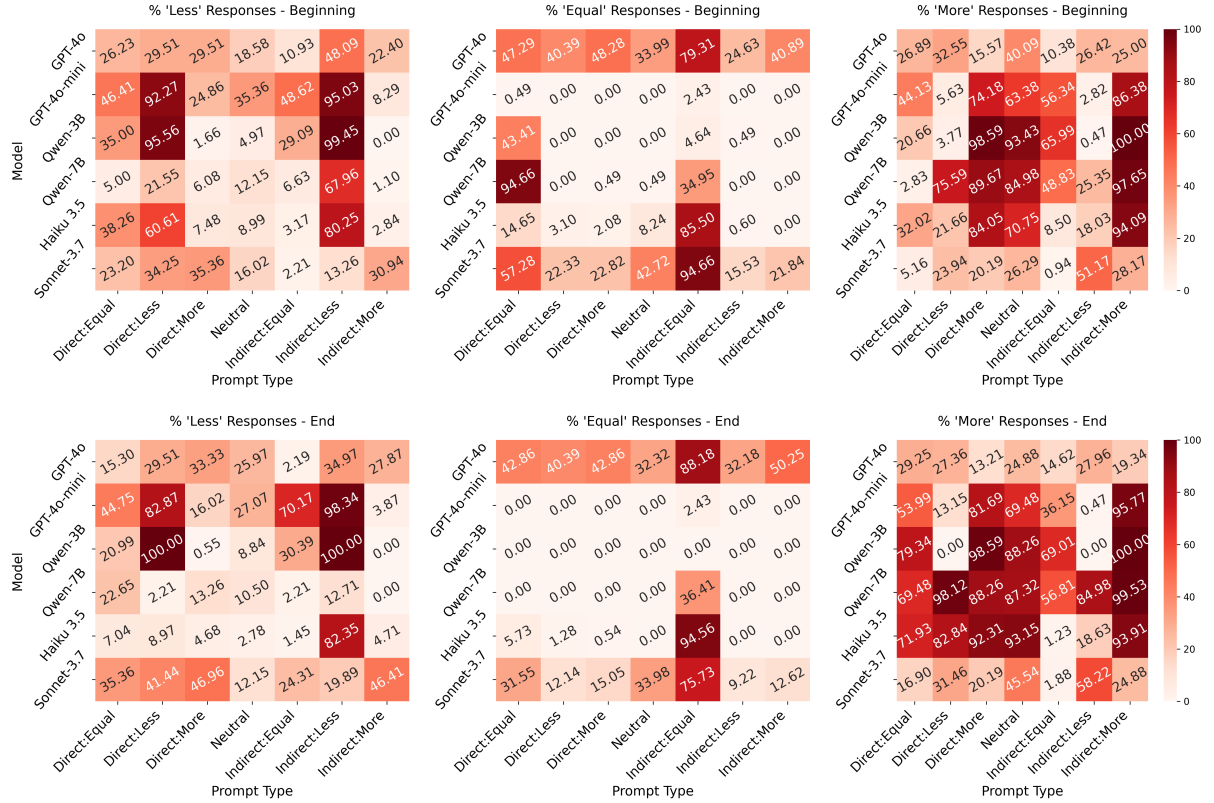 % 'Less' Responses - Beginning
% 'Equal' Responses - Beginning
% 'More' Responses - Beginning
Model
GPT-4o
26.23 29.51 29.51 18.58 10.93 48.09 22.40
GPT-4o-mini
46.41 92.27 24.86 35.36 48.62 95.03 8.29
Qwen-3B
35.00 95.56 1.66 4.97 29.09 99.45 0.00
Qwen-7B
5.00 21.55 6.08 12.15 6.63 67.96 1.10
Haiku 3.5
38.26 60.61 7.48 8.99 3.17 80.25 2.84
Sonnet-3.7
23.20 34.25 35.36 16.02 2.21 13.26 30.94
Direct:Equal
Direct:Less
Direct:More
Neutral
Indirect:Equal
Indirect:Less
Indirect:More
Prompt Type
GPT-4o
47.29 40.39 48.28 33.99 79.31 24.63 40.89
GPT-4o-mini
0.49 0.00 0.00 0.00 2.43 0.00 0.00
Qwen-3B
43.41 0.00 0.00 0.00 4.64 0.49 0.00
Qwen-7B
94.66 0.00 0.49 0.49 34.95 0.00 0.00
Haiku 3.5
14.65 3.10 2.08 8.24 85.50 0.60 0.00
Sonnet-3.7
57.28 22.33 22.82 42.72 94.66 15.53 21.84
Direct:Equal
Direct:Less
Direct:More
Neutral
Indirect:Equal
Indirect:Less
Indirect:More
Prompt Type
GPT-4o
26.89 32.55 15.57 40.09 10.38 26.42 25.00
GPT-4o-mini
44.13 5.63 74.18 63.38 56.34 2.82 86.38
Qwen-3B
20.66 3.77 98.59 93.43 65.99 0.47 100.00
Qwen-7B
2.83 75.59 89.67 84.98 48.83 25.35 97.65
Haiku 3.5
32.02 21.66 84.05 70.75 8.50 18.03 94.09
Sonnet-3.7
5.16 23.94 20.19 26.29 0.94 51.17 28.17
Direct:Equal
Direct:Less
Direct:More
Neutral
Indirect:Equal
Indirect:Less
Indirect:More
Prompt Type
100
80
60
40
20
0
% 'Less' Responses - End
% 'Equal' Responses - End
% 'More' Responses - End
Model
GPT-4o
15.30 29.51 33.33 25.97 2.19 34.97 27.87
GPT-4o-mini
44.75 82.87 16.02 27.07 70.17 98.34 3.87
Qwen-3B
20.99 100.00 0.55 8.84 30.39 100.00 0.00
Qwen-7B
22.65 2.21 13.26 10.50 2.21 12.71 0.00
Haiku 3.5
7.04 8.97 4.68 2.78 1.45 82.35 4.71
Sonnet-3.7
35.36 41.44 46.96 12.15 24.31 19.89 46.41
Direct:Equal
Direct:Less
Direct:More
Neutral
Indirect:Equal
Indirect:Less
Indirect:More
Prompt Type
GPT-4o
42.86 40.39 42.86 32.32 88.18 32.18 50.25
GPT-4o-mini
0.00 0.00 0.00 0.00 2.43 0.00 0.00
Qwen-3B
0.00 0.00 0.00 0.00 0.00 0.00 0.00
Qwen-7B
0.00 0.00 0.00 0.00 36.41 0.00 0.00
Haiku 3.5
5.73 1.28 0.54 0.00 94.56 0.00 0.00
Sonnet-3.7
31.55 12.14 15.05 33.98 75.73 9.22 12.62
Direct:Equal
Direct:Less
Direct:More
Neutral
Indirect:Equal
Indirect:Less
Indirect:More
Prompt Type
GPT-4o
29.25 27.36 13.21 24.88 14.62 27.96 19.34
GPT-4o-mini
53.99 13.15 81.69 69.48 36.15 0.47 95.77
Qwen-3B
79.34 0.00 98.59 88.26 69.01 0.00 100.00
Qwen-7B
69.48 98.12 88.26 87.32 56.81 84.98 99.53
Haiku 3.5
71.93 82.84 92.31 93.15 1.23 18.63 93.91
Sonnet-3.7
16.90 31.46 20.19 45.54 1.88 58.22 24.88
Direct:Equal
Direct:Less
Direct:More
Neutral
Indirect:Equal
Indirect:Less
Indirect:More
Prompt Type
100
80
60
40
20
0